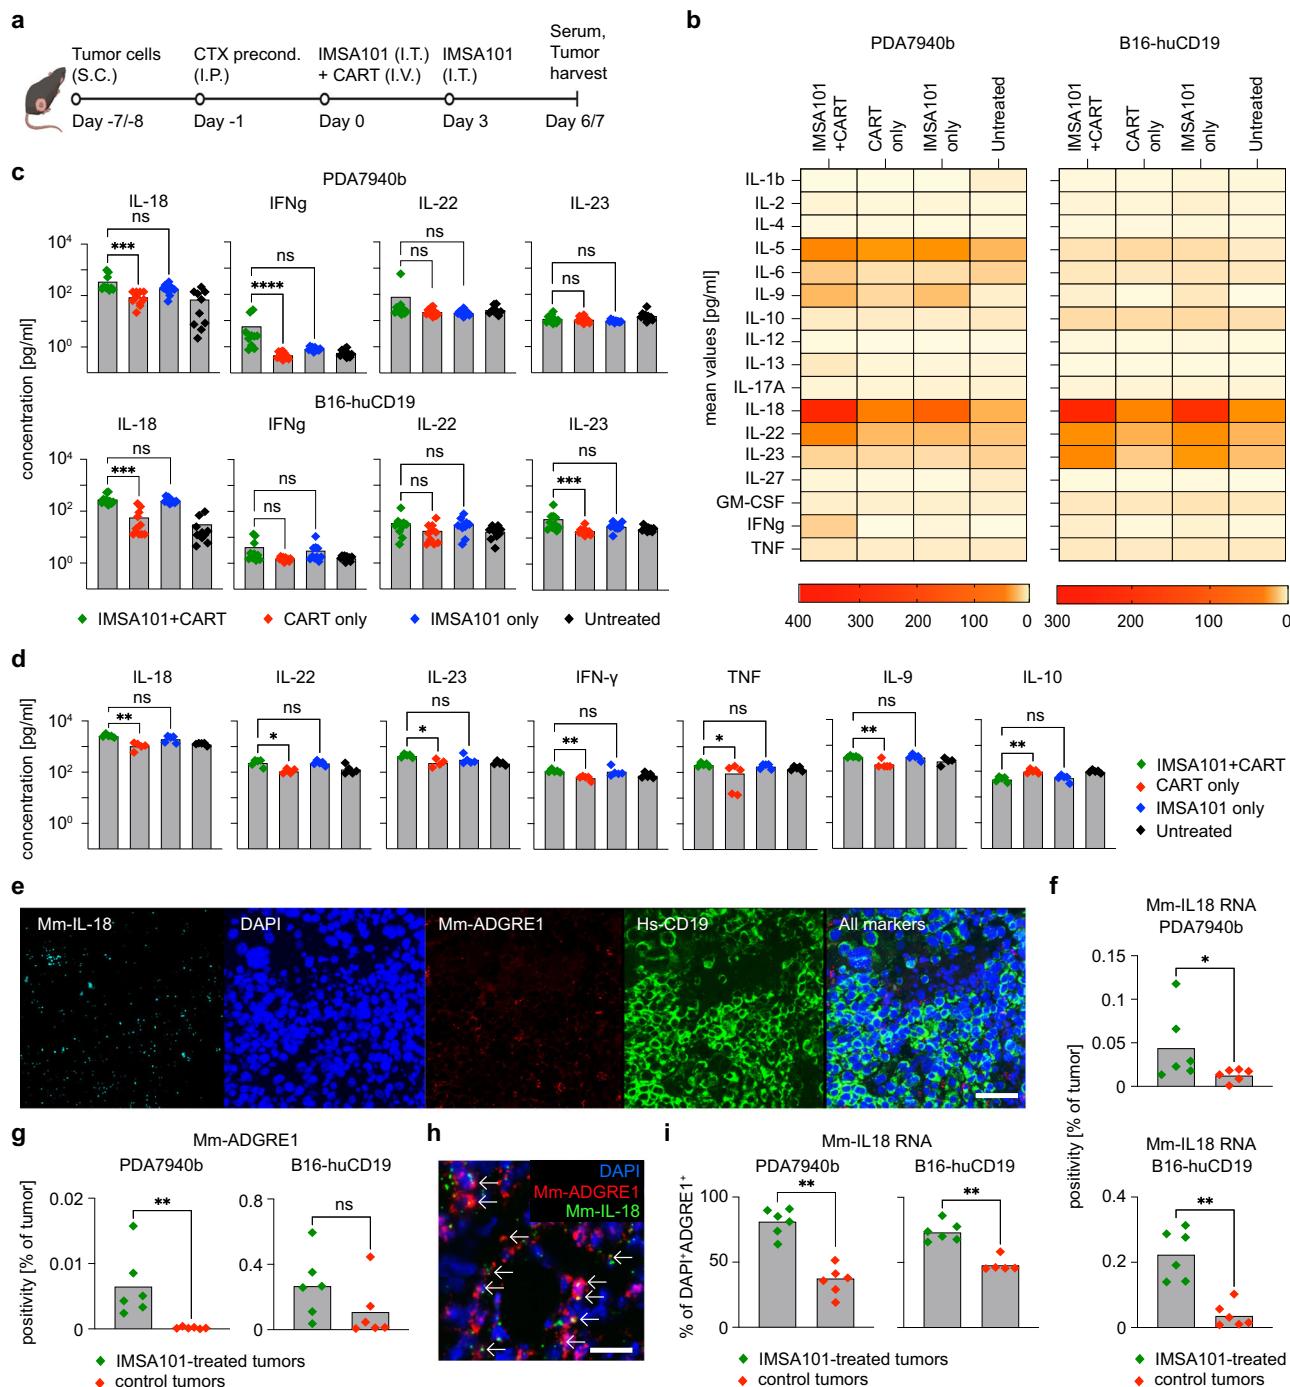 a
Tumor cells
(S.C.)
CTX precond.
(I.P.)
IMSA101 (I.T.)
+ CART (I.V.)
IMSA101
(I.T.)
Serum,
Tumor
harvest
Day -7/-8
Day -1
Day 0
Day 3
Day 6/7
b
PDA7940b
B16-huCD19
IMSA101
+CART
CART
only
IMSA101
only
Untreated
IMSA101
+CART
CART
only
IMSA101
only
Untreated
mean values [pg/ml]
IL-1b
IL-2
IL-4
IL-5
IL-6
IL-9
IL-10
IL-12
IL-13
IL-17A
IL-18
IL-22
IL-23
IL-27
GM-CSF
IFNg
TNF
400 300 200 100 0
300 200 100 0
c
PDA7940b
IL-18
IFNg
IL-22
IL-23
ns
***
ns
****
ns
ns
ns
ns
10⁴
10²
10⁰
concentration [pg/ml]
B16-huCD19
IL-18
IFNg
IL-22
IL-23
ns
***
ns
ns
ns
ns
ns
***
10⁴
10²
10⁰
IMSA101+CART
CART only
IMSA101 only
Untreated
d
IL-18
IL-22
IL-23
IFN-γ
TNF
IL-9
IL-10
ns
**
ns
*
ns
*
ns
**
ns
*
ns
**
ns
**
concentration [pg/ml]
10⁴
10²
10⁰
IMSA101+CART
CART only
IMSA101 only
Untreated
e
Mm-IL-18
DAPI
Mm-ADGRE1
Hs-CD19
All markers
f
Mm-IL18 RNA
PDA7940b
*
0.15
0.1
0.05
0
positivity [% of tumor]
Mm-IL18 RNA
B16-huCD19
**
0.4
0.2
0
IMSA101-treated
control tumors
g
Mm-ADGRE1
PDA7940b
B16-huCD19
positivity [% of tumor]
0.02
0.01
0
**
0.8
0.4
0
ns
IMSA101-treated tumors
control tumors
h
DAPI
Mm-ADGRE1
Mm-IL-18
i
Mm-IL18 RNA
PDA7940b
B16-huCD19
% of DAPI⁺ADGRE1⁺
100
50
0
**
**
IMSA101-treated tumors
control tumors